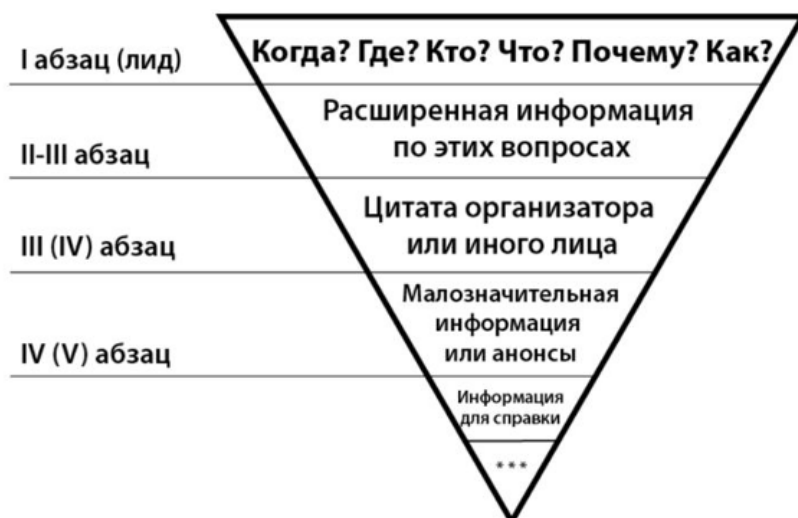 I абзац (лид)
Когда? Где? Кто? Что? Почему? Как?
II-III абзац
Расширенная информация
по этих вопросах
III (IV) абзац
Цитата организатора
или иного лица
IV (V) абзац
Малозначительная
информация
или анонсы
Информация
для справки
***